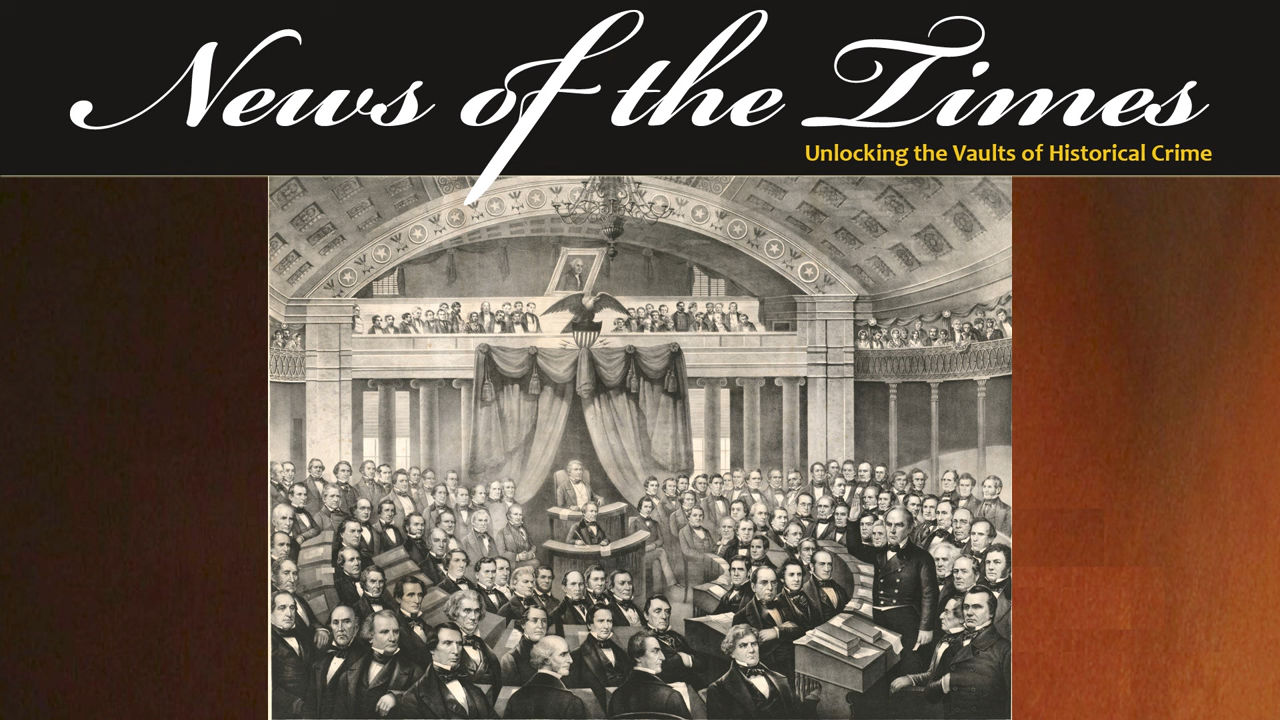 News of the Times
Unlocking the Vaults of Historical Crime